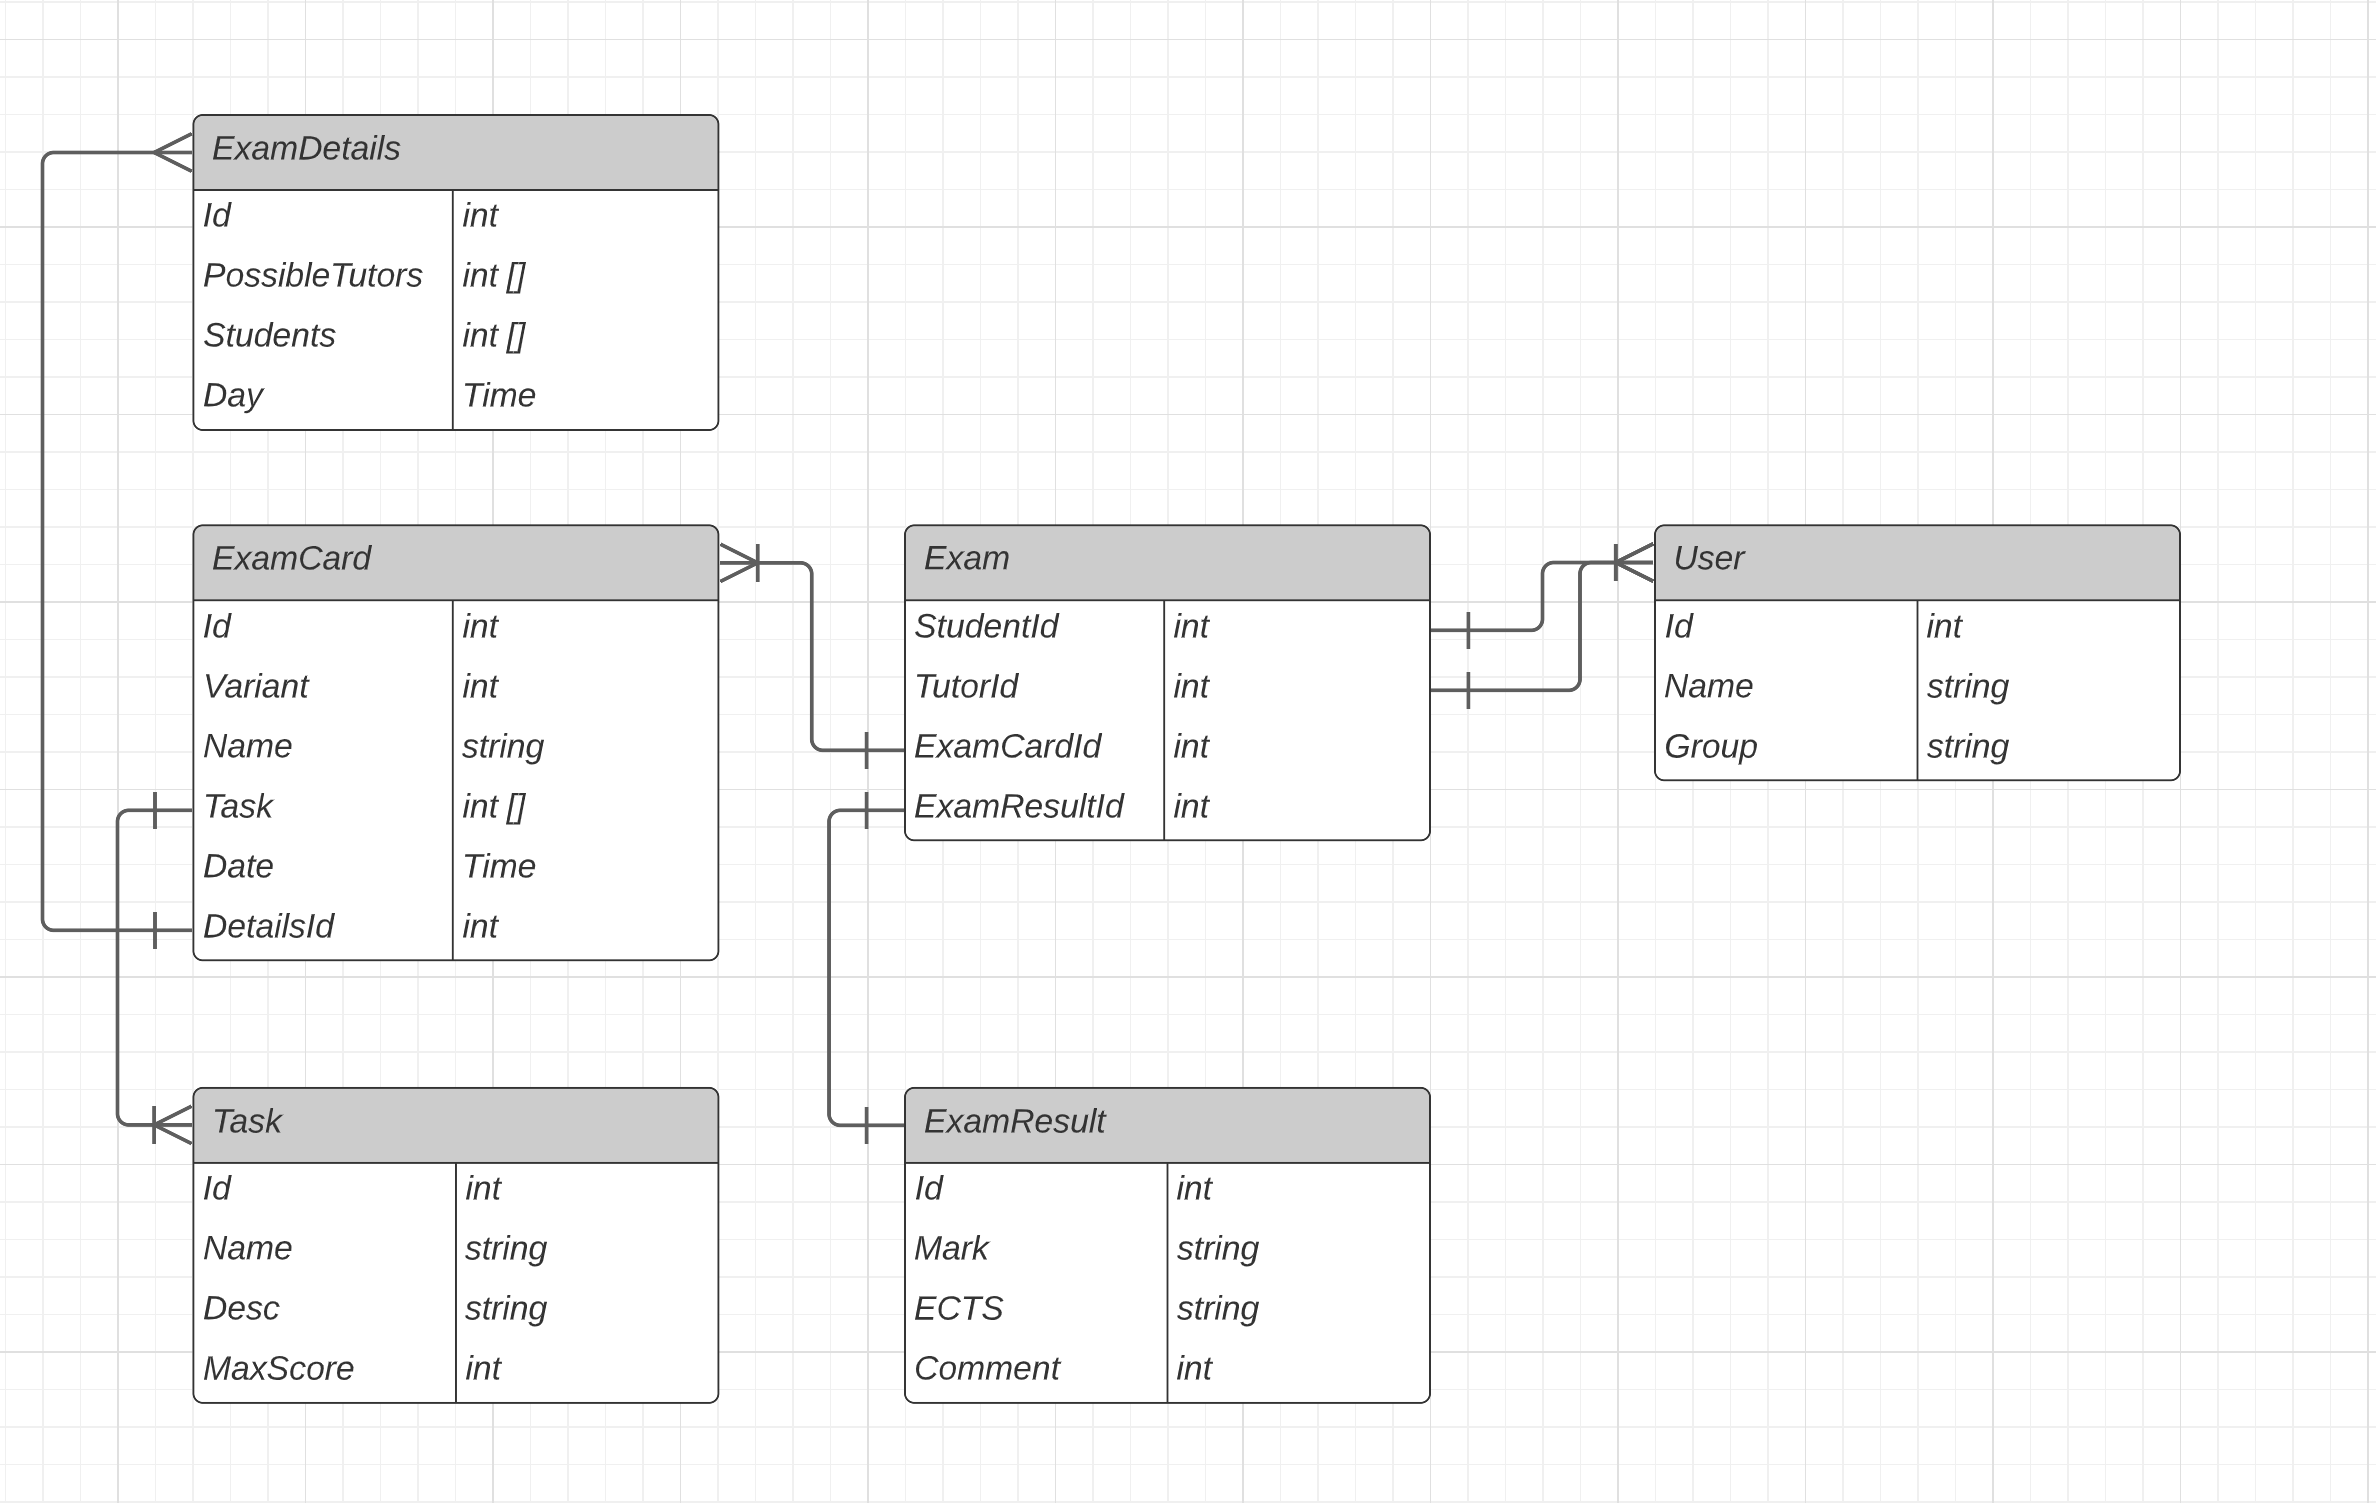 ExamDetails
Id int
PossibleTutors int []
Students int []
Day Time
ExamCard
Id int
Variant int
Name string
Task int []
Date Time
DetailsId int
Exam
StudentId int
TutorId int
ExamCardId int
ExamResultId int
User
Id int
Name string
Group string
Task
Id int
Name string
Desc string
MaxScore int
ExamResult
Id int
Mark string
ECTS string
Comment int